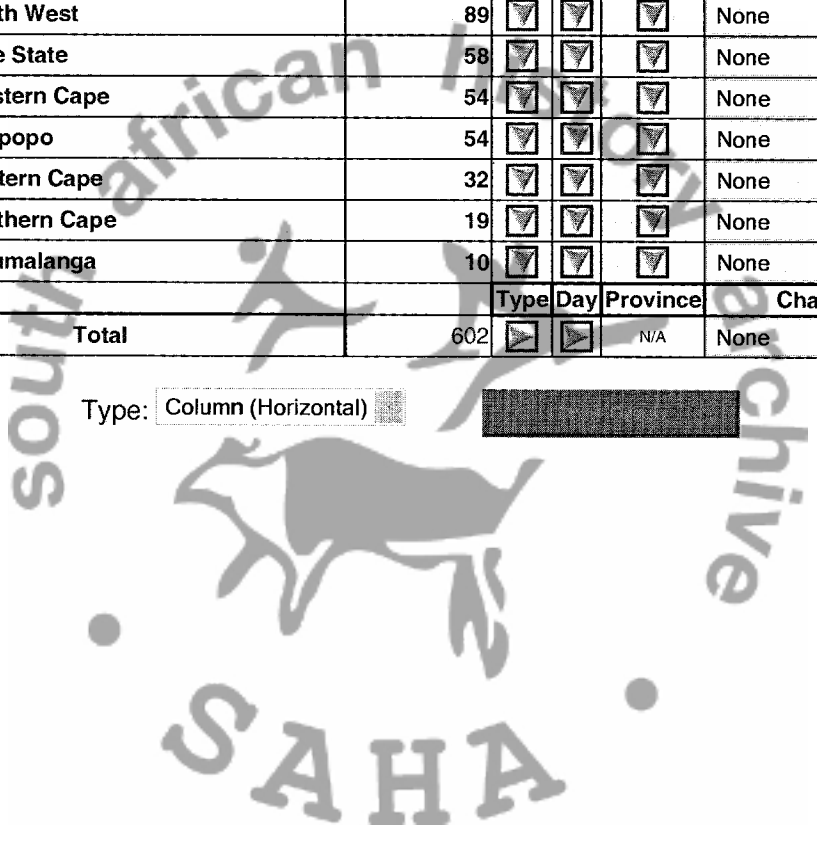 th West 89 None
e State 58 None
stern Cape 54 None
popo 54 None
tern Cape 32 None
thern Cape 19 None
umalanga 10 None
Type Day Province Cha
Total 602 N/A None
Type: Column (Horizontal)
south african history archive
SAHA